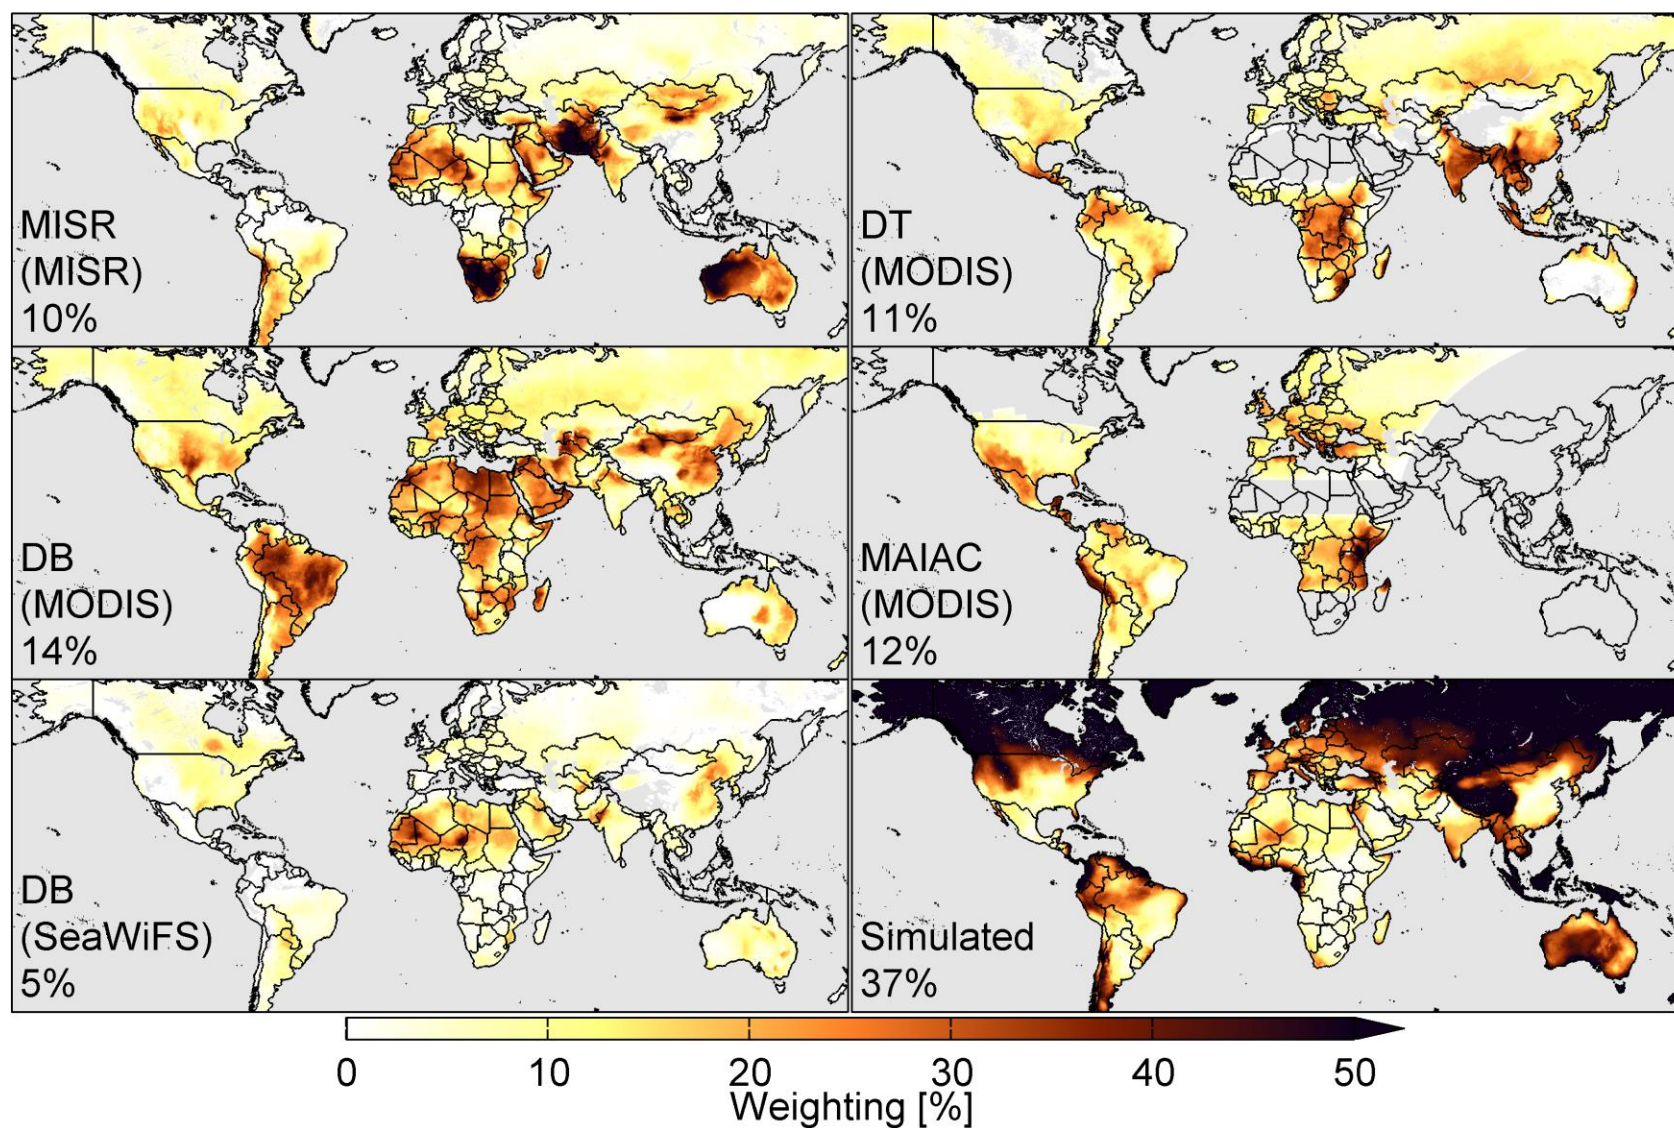 MISR
(MISR)
10%
DT
(MODIS)
11%
DB
(MODIS)
14%
MAIAC
(MODIS)
12%
DB
(SeaWiFS)
5%
Simulated
37%
0 10 20 30 40 50
Weighting [%]